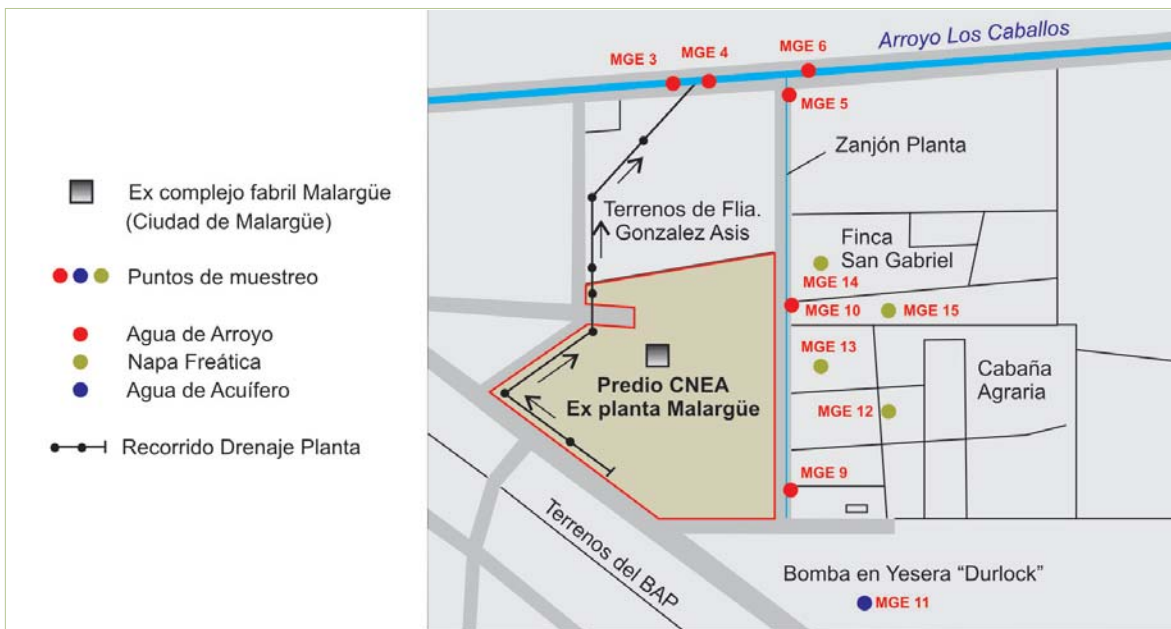 Ex complejo fabril Malargüe
(Ciudad de Malargüe)
Puntos de muestreo
Agua de Arroyo
Napa Freática
Agua de Acuífero
Recorrido Drenaje Planta
MGE 3
MGE 4
MGE 6
Arroyo Los Caballos
MGE 5
Zanjón Planta
Terrenos de Flia.
Gonzalez Asis
Finca
San Gabriel
MGE 14
MGE 10
MGE 15
MGE 13
Cabaña
Agraria
Predio CNEA
Ex planta Malargüe
MGE 12
MGE 9
Terrenos del BAP
Bomba en Yesera “Durlock”
MGE 11